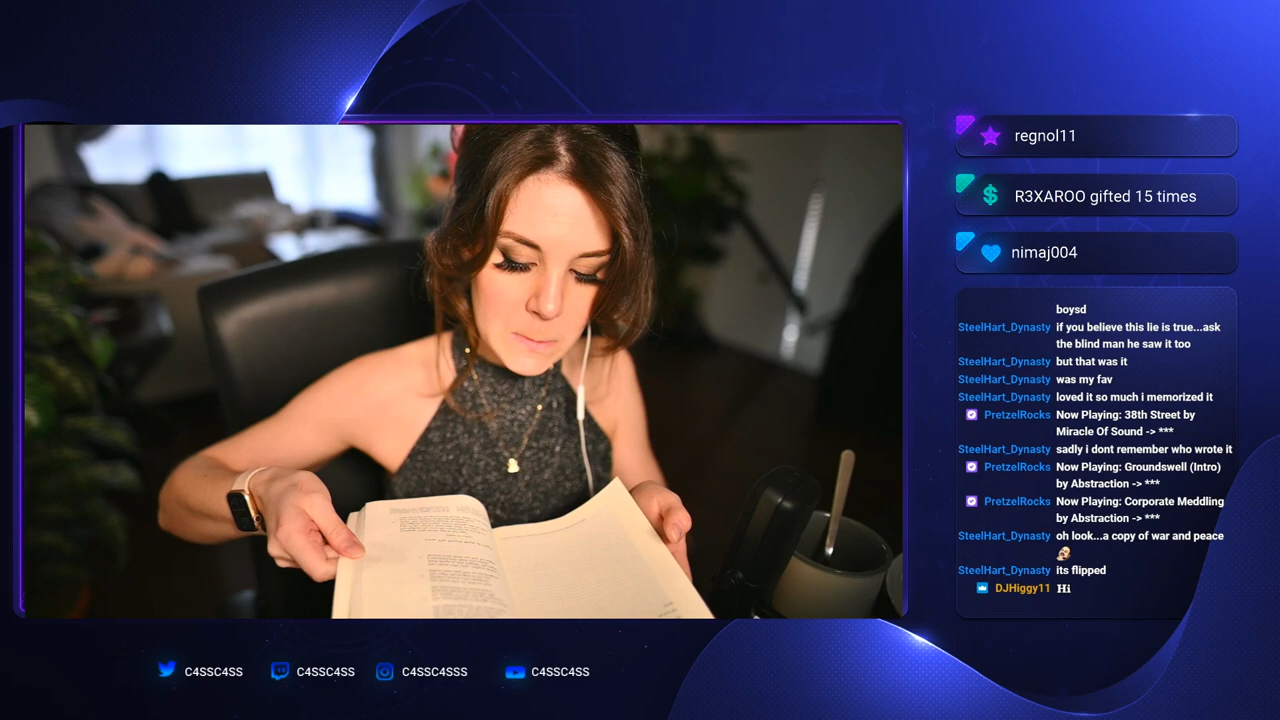 regnol11
R3XAROO gifted 15 times
nimaj004
boysd
SteelHart_Dynasty if you believe this lie is true...ask
the blind man he saw it too
SteelHart_Dynasty but that was it
SteelHart_Dynasty was my fav
SteelHart_Dynasty loved it so much i memorized it
PretzelRocks Now Playing: 38th Street by
Miracle Of Sound -> ***
SteelHart_Dynasty sadly i dont remember who wrote it
PretzelRocks Now Playing: Groundswell (Intro)
by Abstraction -> ***
PretzelRocks Now Playing: Corporate Meddling
by Abstraction -> ***
SteelHart_Dynasty oh look...a copy of war and peace
SteelHart_Dynasty its flipped
DJHiggy11 Hi
C4SSC4SS C4SSC4SS C4SSC4SSS C4SSC4SS